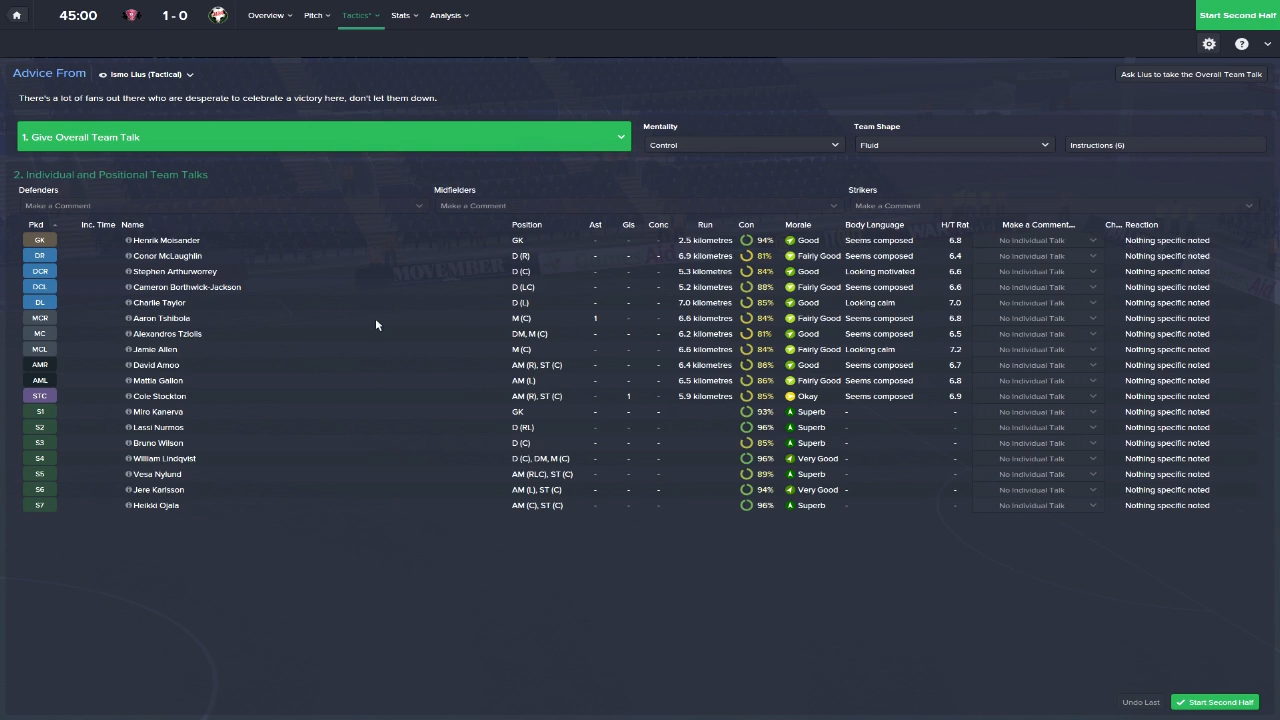 45:00 1 - 0 Overview Pitch Tactics* Stats Analysis Start Second Half
Advice From Ismo Lius (Tactical) Ask Lius to take the Overall Team Talk
There's a lot of fans out there who are desperate to celebrate a victory here, don't let them down.
1. Give Overall Team Talk
Mentality Team Shape
Control Fluid Instructions (6)
2. Individual and Positional Team Talks
Defenders Midfielders Strikers
Make a Comment Make a Comment Make a Comment
Pkd Inc. Time Name Position Ast Gls Conc Run Con Morale Body Language H/T Rat Make a Comment... Ch... Reaction
GK Henrik Moisander GK - - - 2.5 kilometres 94% Good Seems composed 6.8 No Individual Talk Nothing specific noted
DR Conor McLaughlin D (R) - - - 6.9 kilometres 81% Fairly Good Seems composed 6.4 No Individual Talk Nothing specific noted
DCR Stephen Arthurworrey D (C) - - - 5.3 kilometres 84% Good Looking motivated 6.6 No Individual Talk Nothing specific noted
DCL Cameron Borthwick-Jackson D (LC) - - - 5.2 kilometres 88% Fairly Good Seems composed 6.6 No Individual Talk Nothing specific noted
DL Charlie Taylor D (L) - - - 7.0 kilometres 85% Good Looking calm 7.0 No Individual Talk Nothing specific noted
MCR Aaron Tshibola M (C) 1 - - 6.6 kilometres 84% Fairly Good Seems composed 6.8 No Individual Talk Nothing specific noted
MC Alexandros Tziolis DM, M (C) - - - 6.2 kilometres 81% Good Seems composed 6.5 No Individual Talk Nothing specific noted
MCL Jamie Allen M (C) - - - 6.6 kilometres 84% Fairly Good Looking calm 7.2 No Individual Talk Nothing specific noted
AMR David Amoo AM (R), ST (C) - - - 6.4 kilometres 86% Good Seems composed 6.7 No Individual Talk Nothing specific noted
AML Mattia Gallon AM (L) - - - 6.5 kilometres 86% Fairly Good Seems composed 6.8 No Individual Talk Nothing specific noted
STC Cole Stockton AM (R), ST (C) - 1 - 5.9 kilometres 85% Okay Seems composed 6.9 No Individual Talk Nothing specific noted
S1 Miro Kanerva GK - - - 93% Superb - - No Individual Talk Nothing specific noted
S2 Lassi Nurmos D (RL) - - - 96% Superb - - No Individual Talk Nothing specific noted
S3 Bruno Wilson D (C) - - - 85% Superb - - No Individual Talk Nothing specific noted
S4 William Lindqvist D (C), DM, M (C) - - - 96% Very Good - - No Individual Talk Nothing specific noted
S5 Vesa Nylund AM (RLC), ST (C) - - - 89% Superb - - No Individual Talk Nothing specific noted
S6 Jere Karlsson AM (L), ST (C) - - - 94% Very Good - - No Individual Talk Nothing specific noted
S7 Heikki Ojala AM (C), ST (C) - - - 96% Superb - - No Individual Talk Nothing specific noted
Undo Last Start Second Half